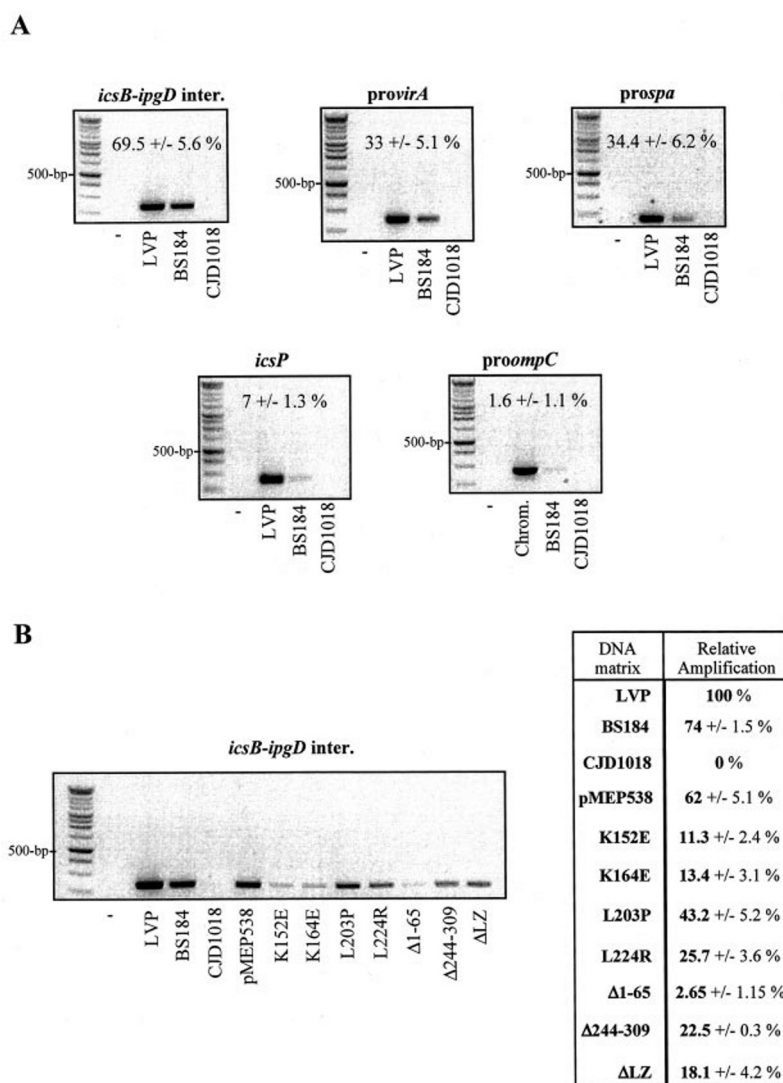 A
icsB-ipgD inter.
69.5 +/- 5.6 %
500-bp
-
LVP
BS184
CJD1018
provirA
33 +/- 5.1 %
500-bp
-
LVP
BS184
CJD1018
prospa
34.4 +/- 6.2 %
500-bp
-
LVP
BS184
CJD1018
icsP
7 +/- 1.3 %
500-bp
-
LVP
BS184
CJD1018
proompC
1.6 +/- 1.1 %
500-bp
-
Chrom.
BS184
CJD1018
B
icsB-ipgD inter.
500-bp
-
LVP
BS184
CJD1018
pMEP538
K152E
K164E
L203P
L224R
Δ1-65
Δ244-309
ΔLZ
DNA matrix
Relative Amplification
LVP 100 %
BS184 74 +/- 1.5 %
CJD1018 0 %
pMEP538 62 +/- 5.1 %
K152E 11.3 +/- 2.4 %
K164E 13.4 +/- 3.1 %
L203P 43.2 +/- 5.2 %
L224R 25.7 +/- 3.6 %
Δ1-65 2.65 +/- 1.15 %
Δ244-309 22.5 +/- 0.3 %
ΔLZ 18.1 +/- 4.2 %